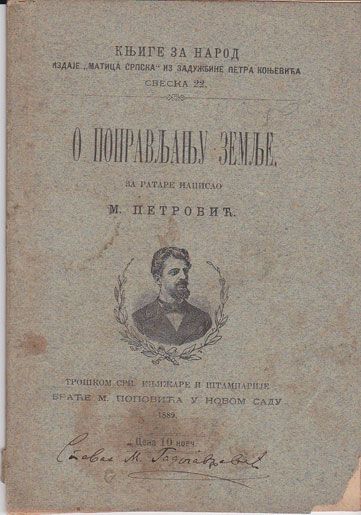 КЊИГЕ ЗА НАРОД
ИЗДАЈЕ „МАТИЦА СРПСКА“ ИЗ ЗАДУЖБИНЕ ПЕТРА КОЊЕВИЋА
СВЕСКА 22.
О ПОПРАВЉАЊУ ЗЕМЉЕ.
ЗА РАТАРЕ НАПИСАО
М. ПЕТРОВИЋ.
ТРОШКОМ СРП. КЊИЖАРЕ И ШТАМПАРИЈЕ
БРАЋЕ М. ПОПОВИЋА У НОВОМ САДУ
1889.
Цена 10 новч.
М.